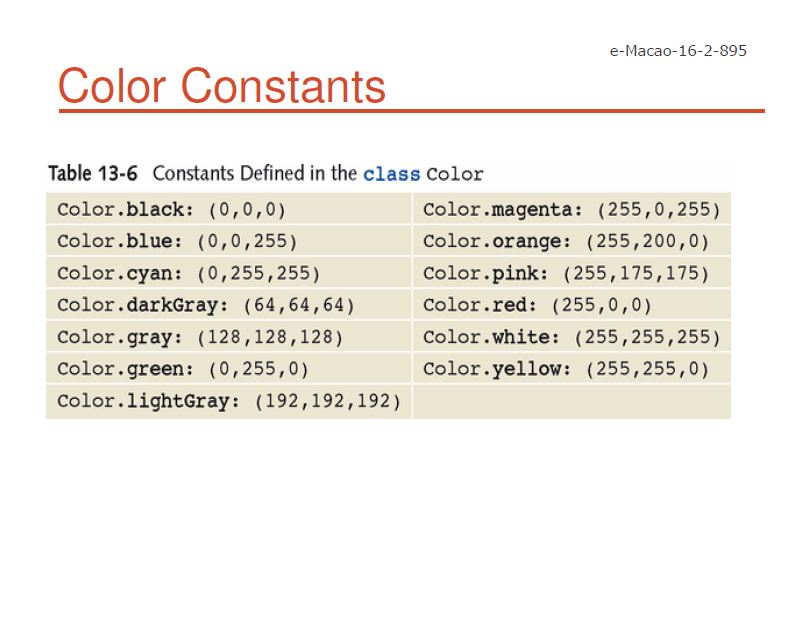 e-Macao-16-2-895
Color Constants
Table 13-6 Constants Defined in the class Color
Color.black: (0,0,0)
Color.magenta: (255,0,255)
Color.blue: (0,0,255)
Color.orange: (255,200,0)
Color.cyan: (0,255,255)
Color.pink: (255,175,175)
Color.darkGray: (64,64,64)
Color.red: (255,0,0)
Color.gray: (128,128,128)
Color.white: (255,255,255)
Color.green: (0,255,0)
Color.yellow: (255,255,0)
Color.lightGray: (192,192,192)